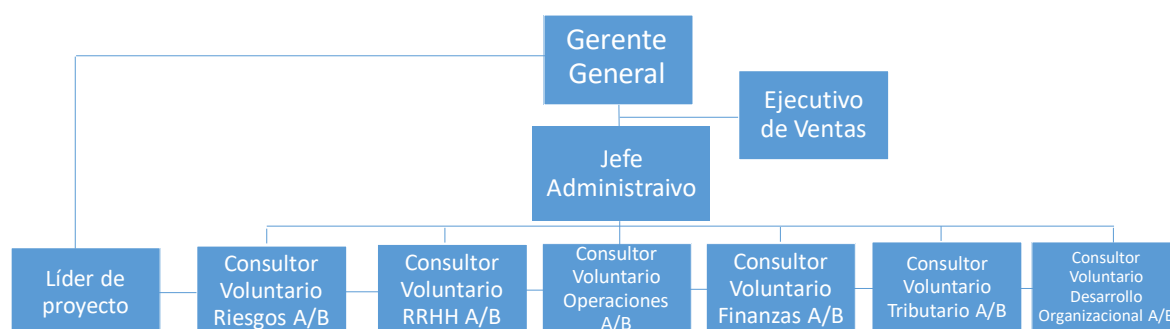 Gerente
General
Ejecutivo
de Ventas
Jefe
Administraivo
Líder de
proyecto
Consultor
Voluntario
Riesgos A/B
Consultor
Voluntario
RRHH A/B
Consultor
Voluntario
Operaciones
A/B
Consultor
Voluntario
Finanzas A/B
Consultor
Voluntario
Tributario A/B
Consultor
Voluntario
Desarrollo
Organizacional A/B